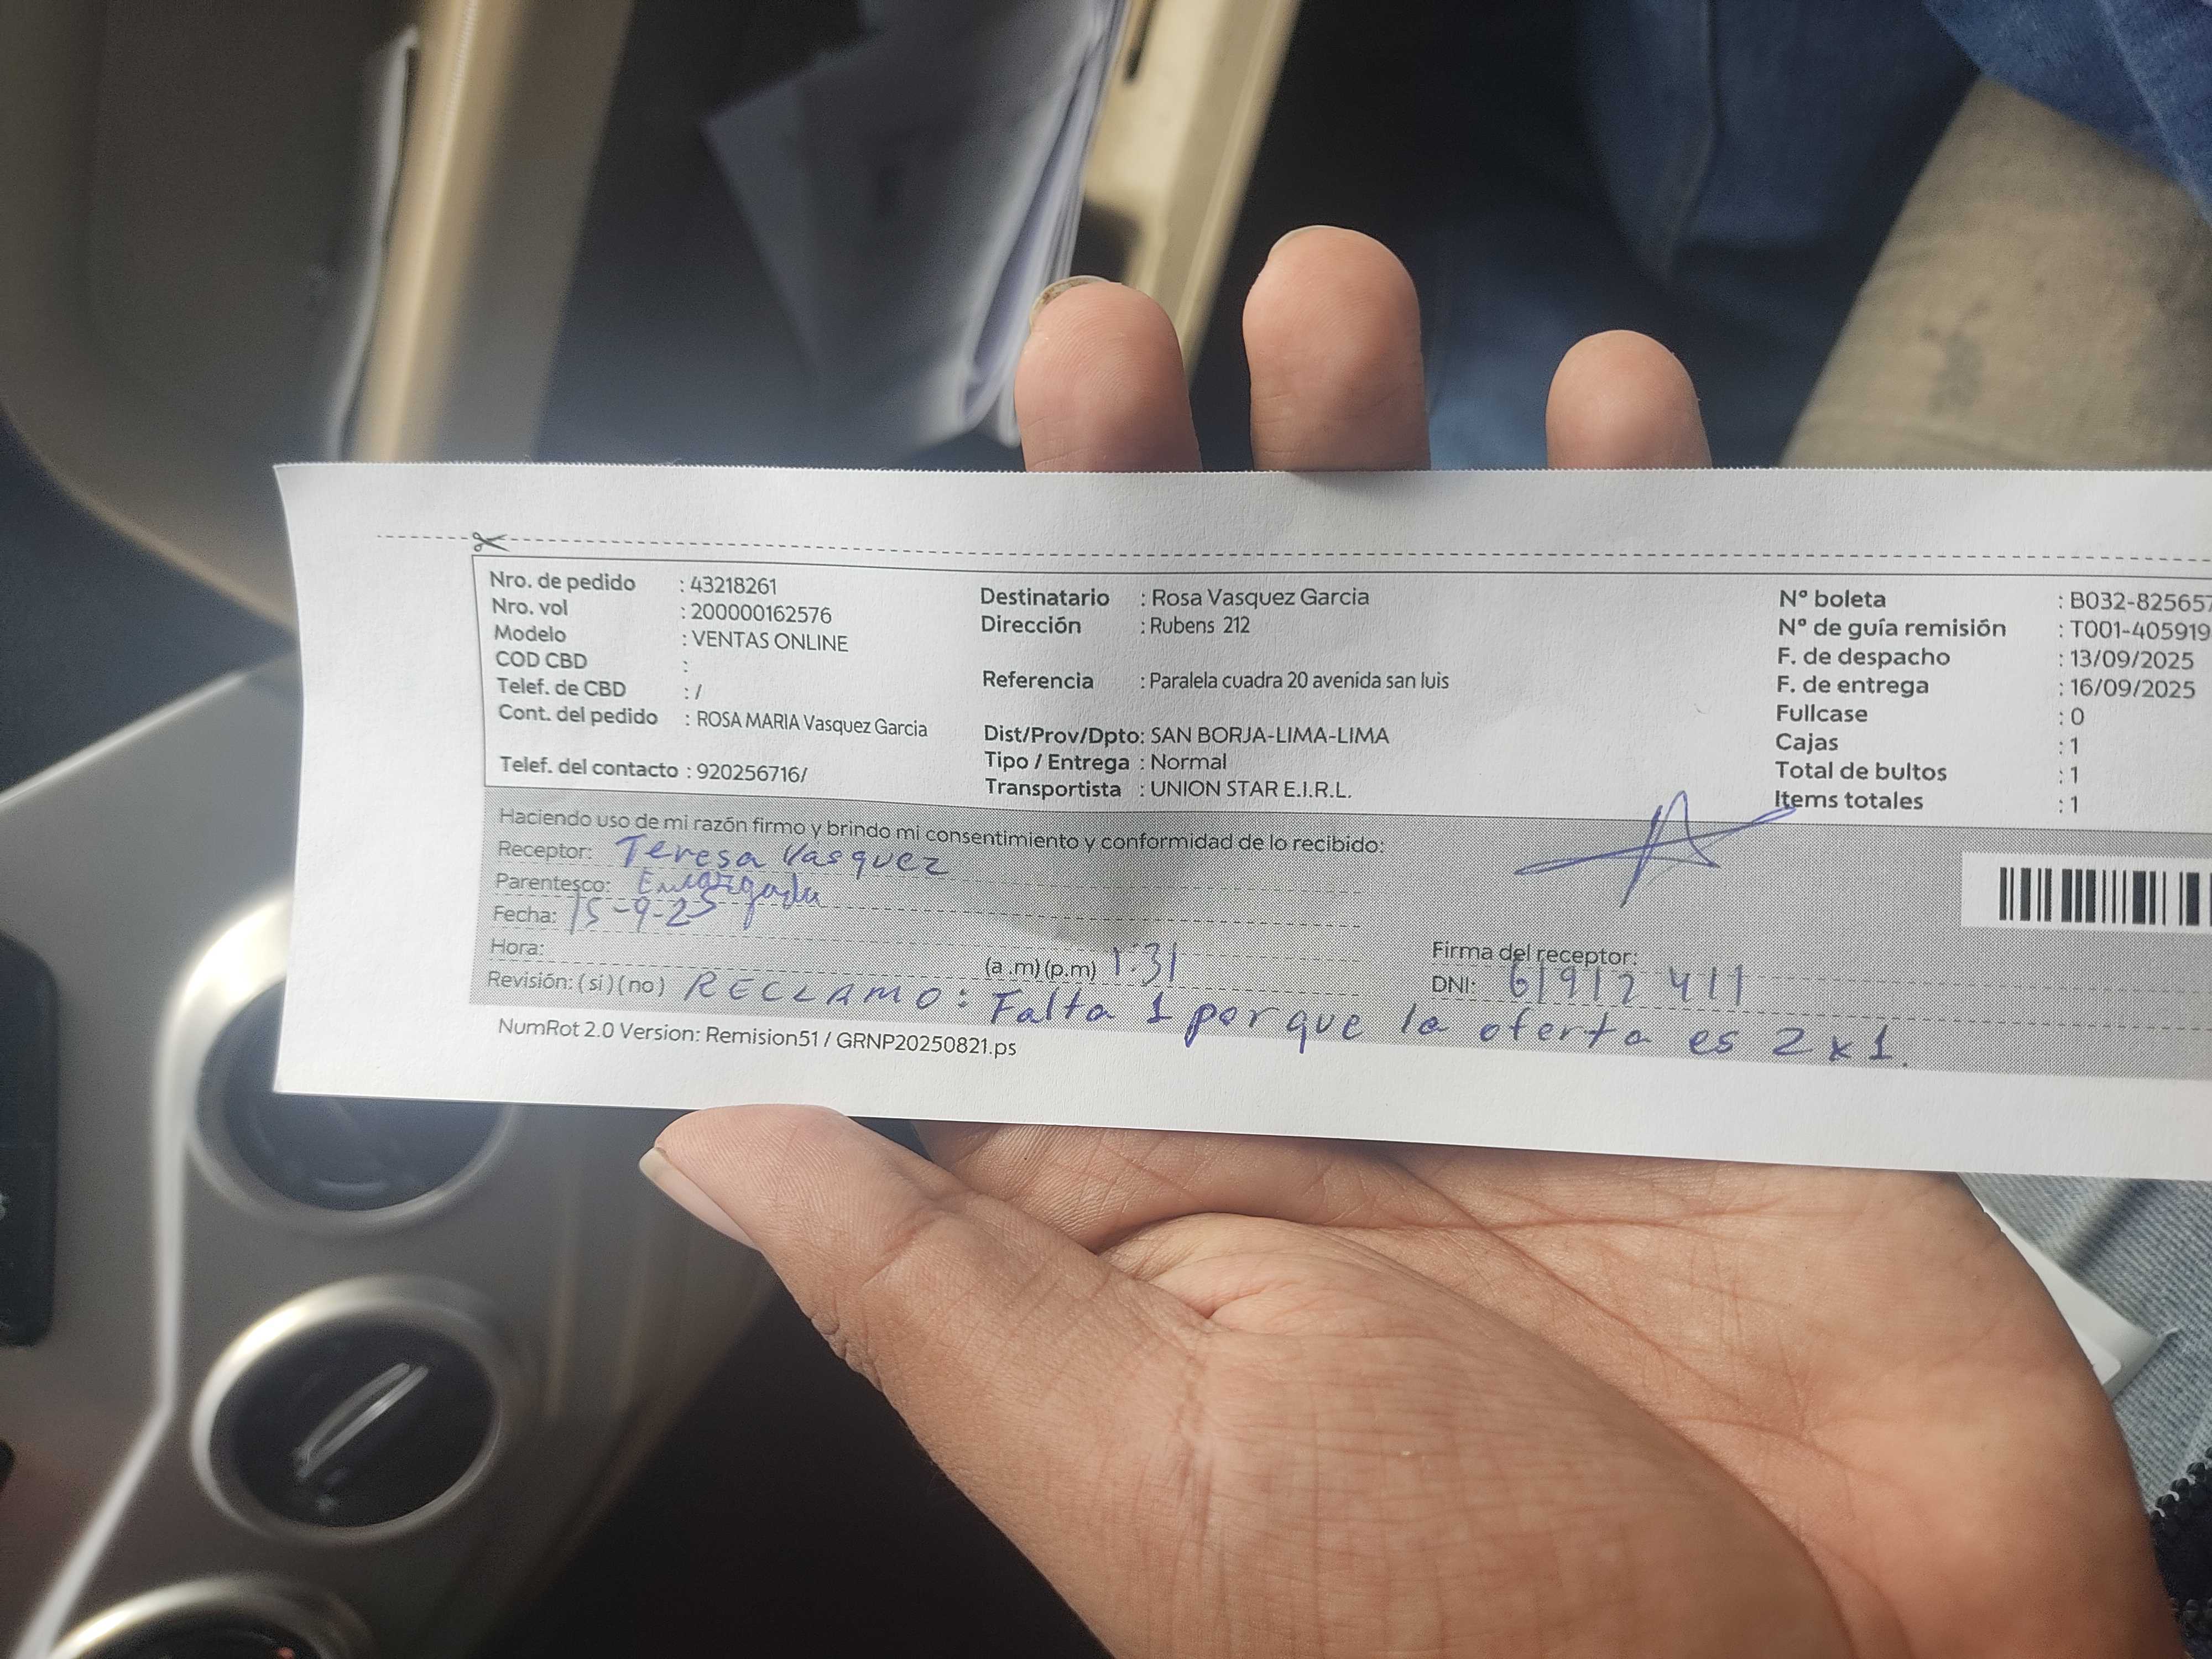 Nro. de pedido : 43218261
Nro. vol : 200000162576
Modelo : VENTAS ONLINE
COD CBD :
Telef. de CBD : /
Cont. del pedido : ROSA MARIA Vasquez Garcia
Telef. del contacto : 920256716/
Destinatario : Rosa Vasquez Garcia
Dirección : Rubens 212
Referencia : Paralela cuadra 20 avenida san luis
Dist/Prov/Dpto: SAN BORJA-LIMA-LIMA
Tipo / Entrega : Normal
Transportista : UNION STAR E.I.R.L.
N° boleta : B032-825657
N° de guía remisión : T001-405919
F. de despacho : 13/09/2025
F. de entrega : 16/09/2025
Fullcase : 0
Cajas : 1
Total de bultos : 1
Items totales : 1
Haciendo uso de mi razón firmo y brindo mi consentimiento y conformidad de lo recibido:
Receptor: Teresa Vasquez
Parentesco: Encargada
Fecha: 15-9-25
Hora: (a .m) (p.m) 1:31
Firma del receptor:
DNI: 61912411
Revisión: (si) (no) RECLAMO: Falta 1 porque la oferta es 2x1.
NumRot 2.0 Version: Remision51 / GRNP20250821.ps